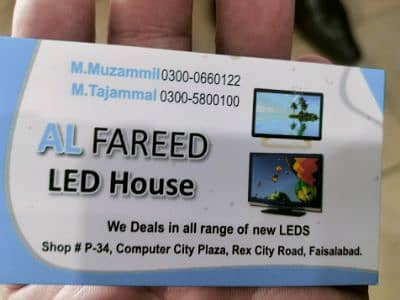 M.Muzammil 0300-0660122
M.Tajammal 0300-5800100
AL FAREED
LED House
We Deals in all range of new LEDS
Shop # P-34, Computer City Plaza, Rex City Road, Faisalabad.